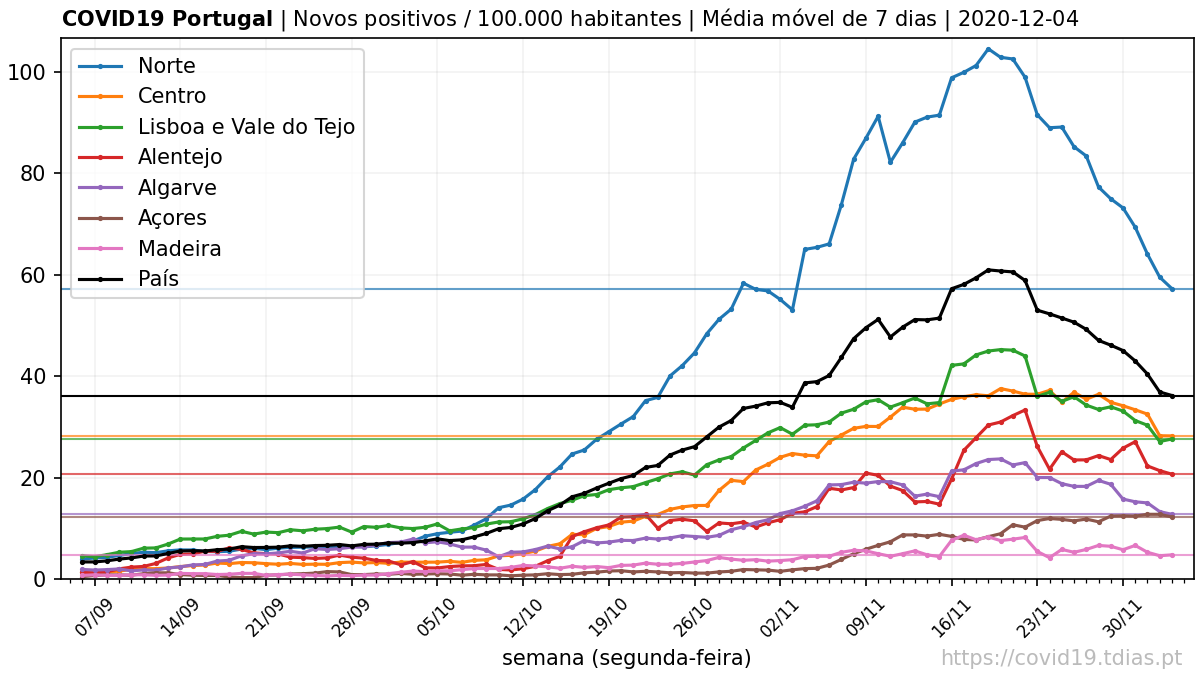 COVID19 Portugal | Novos positivos / 100.000 habitantes | Média móvel de 7 dias | 2020-12-04
Norte
Centro
Lisboa e Vale do Tejo
Alentejo
Algarve
Açores
Madeira
País
100
80
60
40
20
0
07/09
14/09
21/09
28/09
05/10
12/10
19/10
26/10
02/11
09/11
16/11
23/11
30/11
semana (segunda-feira)
https://covid19.tdias.pt